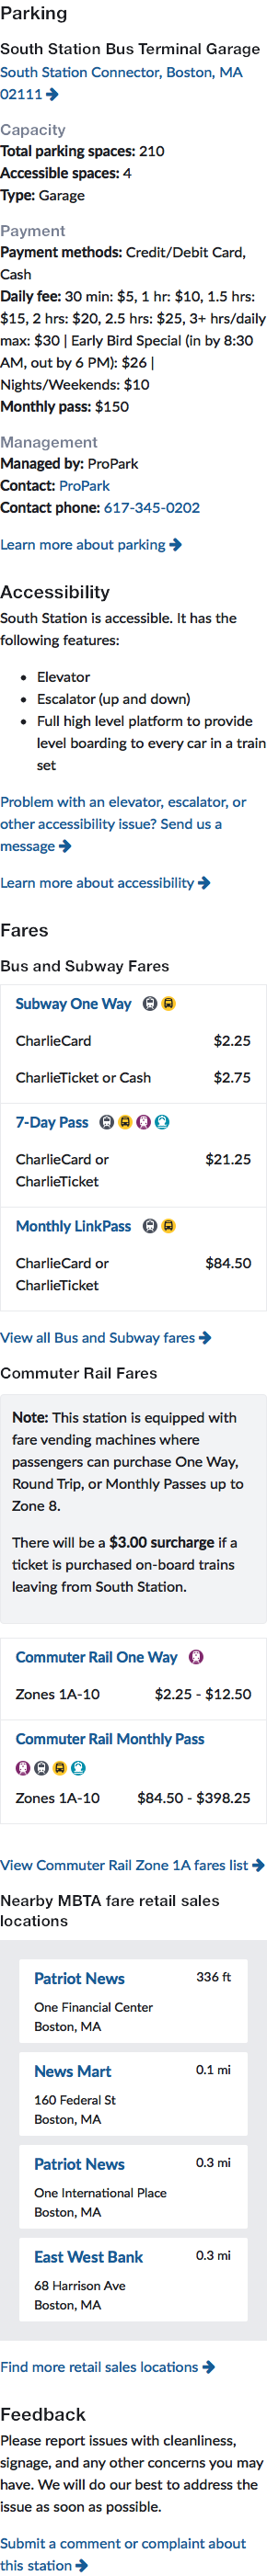 Parking
South Station Bus Terminal Garage
South Station Connector, Boston, MA
02111
Capacity
Total parking spaces: 210
Accessible spaces: 4
Type: Garage
Payment
Payment methods: Credit/Debit Card,
Cash
Daily fee: 30 min: $5, 1 hr: $10, 1.5 hrs:
$15, 2 hrs: $20, 2.5 hrs: $25, 3+ hrs/daily
max: $30 | Early Bird Special (in by 8:30
AM, out by 6 PM): $26 |
Nights/Weekends: $10
Monthly pass: $150
Management
Managed by: ProPark
Contact: ProPark
Contact phone: 617-345-0202
Learn more about parking
Accessibility
South Station is accessible. It has the
following features:
• Elevator
• Escalator (up and down)
• Full high level platform to provide
level boarding to every car in a train
set
Problem with an elevator, escalator, or
other accessibility issue? Send us a
message
Learn more about accessibility
Fares
Bus and Subway Fares
Subway One Way
CharlieCard $2.25
CharlieTicket or Cash $2.75
7-Day Pass
CharlieCard or $21.25
CharlieTicket
Monthly LinkPass
CharlieCard or $84.50
CharlieTicket
View all Bus and Subway fares
Commuter Rail Fares
Note: This station is equipped with
fare vending machines where
passengers can purchase One Way,
Round Trip, or Monthly Passes up to
Zone 8.
There will be a $3.00 surcharge if a
ticket is purchased on-board trains
leaving from South Station.
Commuter Rail One Way
Zones 1A-10 $2.25 - $12.50
Commuter Rail Monthly Pass
Zones 1A-10 $84.50 - $398.25
View Commuter Rail Zone 1A fares list
Nearby MBTA fare retail sales
locations
Patriot News 336 ft
One Financial Center
Boston, MA
News Mart 0.1 mi
160 Federal St
Boston, MA
Patriot News 0.3 mi
One International Place
Boston, MA
East West Bank 0.3 mi
68 Harrison Ave
Boston, MA
Find more retail sales locations
Feedback
Please report issues with cleanliness,
signage, and any other concerns you may
have. We will do our best to address the
issue as soon as possible.
Submit a comment or complaint about
this station